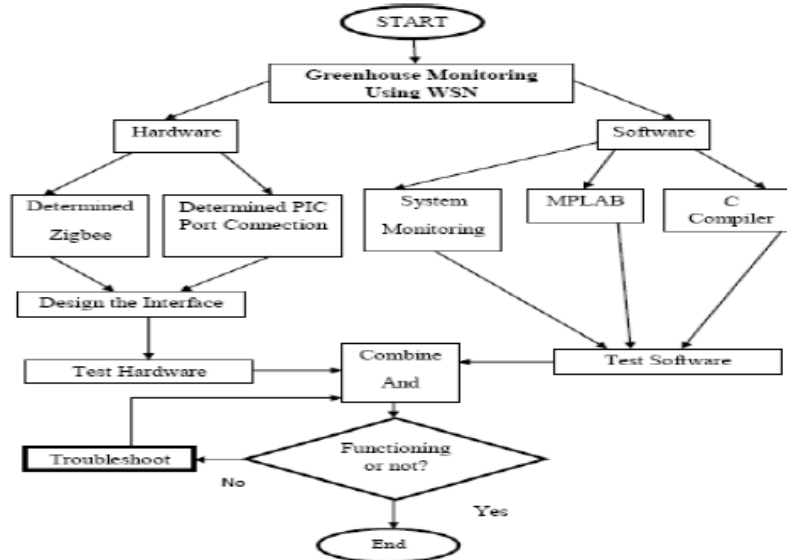 START
Greenhouse Monitoring
Using WSN
Hardware
Software
Determined
Zigbee
Determined PIC
Port Connection
System
Monitoring
MPLAB
C
Compiler
Design the Interface
Test Hardware
Combine
And
Test Software
Troubleshoot
Functioning
or not?
No
Yes
End